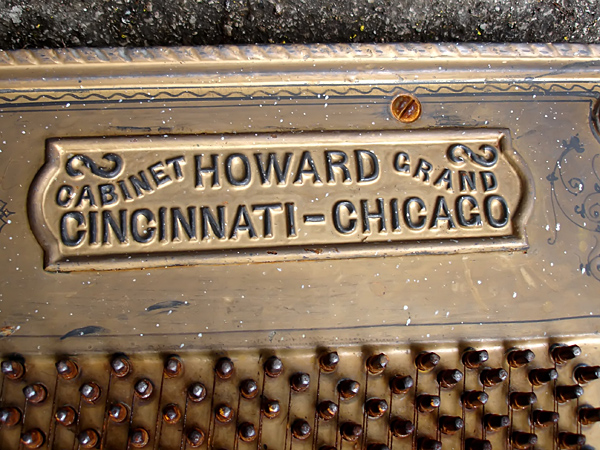 CABINET HOWARD GRAND
CINCINNATI-CHICAGO